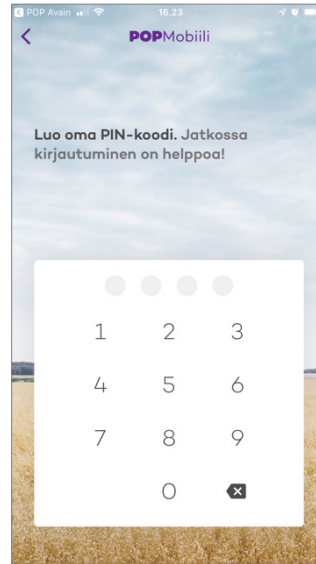 POP Avain 16.23
POPMobiili
Luo oma PIN-koodi. Jatkossa
kirjautuminen on helppoa!
1 2 3
4 5 6
7 8 9
0